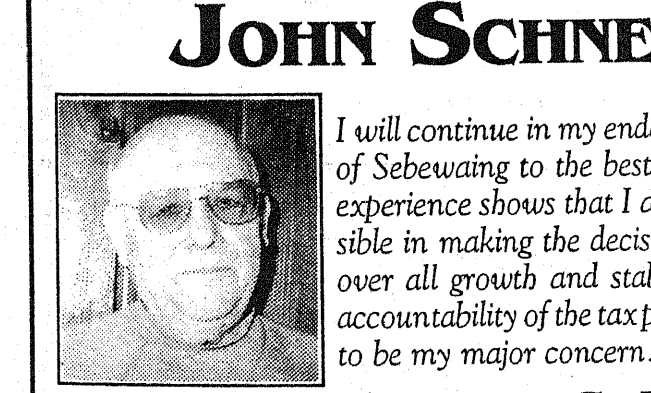 JOHN SCHNE
I will continue in my end
of Sebewaing to the best
experience shows that I a
sible in making the decis
over all growth and stal
accountability of the tax p
to be my major concern.